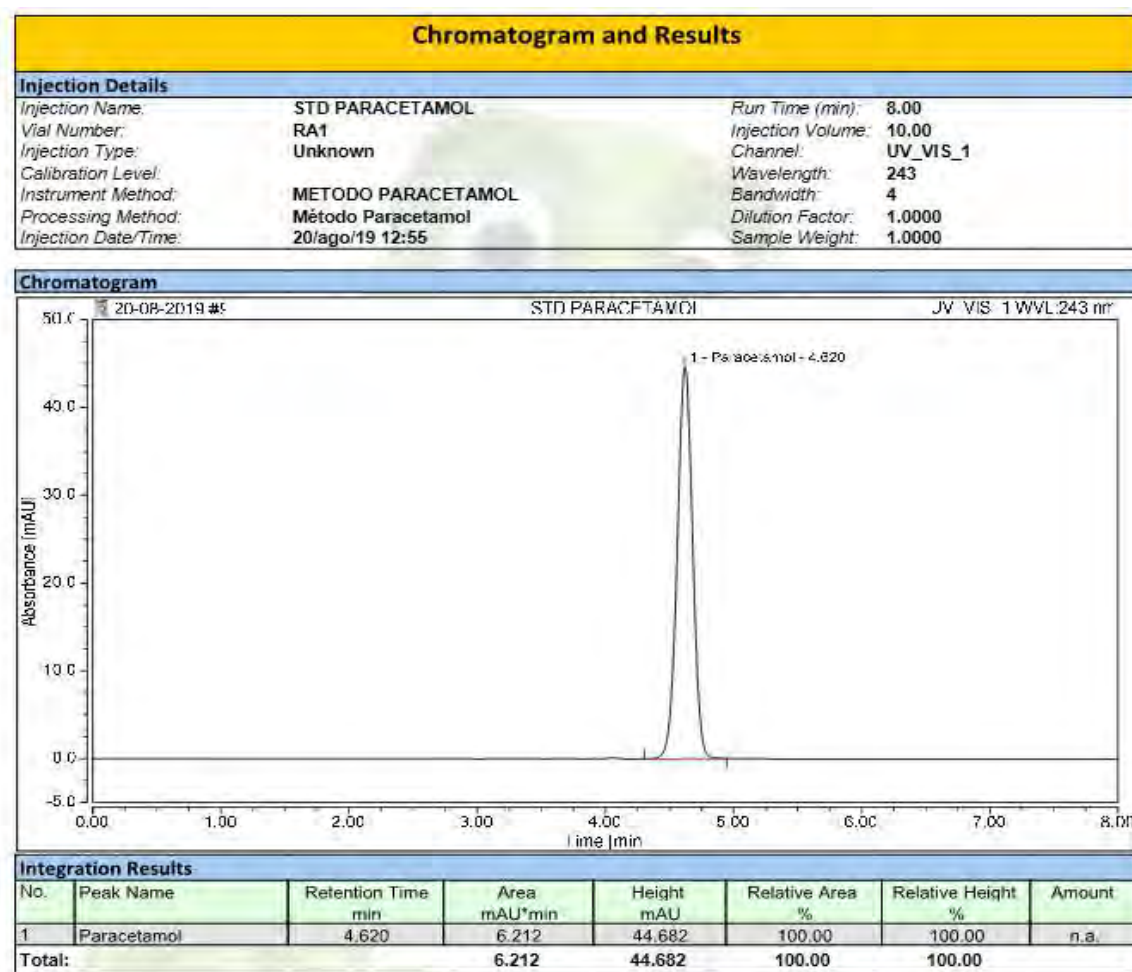 Chromatogram and Results
Injection Details
Injection Name: STD PARACETAMOL Run Time (min): 8.00
Vial Number: RA1 Injection Volume: 10.00
Injection Type: Unknown Channel: UV_VIS_1
Calibration Level: Wavelength: 243
Instrument Method: METODO PARACETAMOL Bandwidth: 4
Processing Method: Método Paracetamol Dilution Factor: 1.0000
Injection Date/Time: 20/ago/19 12:55 Sample Weight: 1.0000
Chromatogram
20-08-2019 STD PARACETAMOL UV_VIS_1 WVL:243 nm
50.0
1 - Paracetamol - 4.620
40.0
30.0
Absorbance [mAU]
20.0
10.0
0.0
-5.0
0.00 1.00 2.00 3.00 4.00 5.00 6.00 7.00 8.00
Time [min]
Integration Results
No. Peak Name Retention Time Area Height Relative Area Relative Height Amount
min mAU*min mAU % %
1 Paracetamol 4.620 6.212 44.682 100.00 100.00 n.a.
Total: 6.212 44.682 100.00 100.00